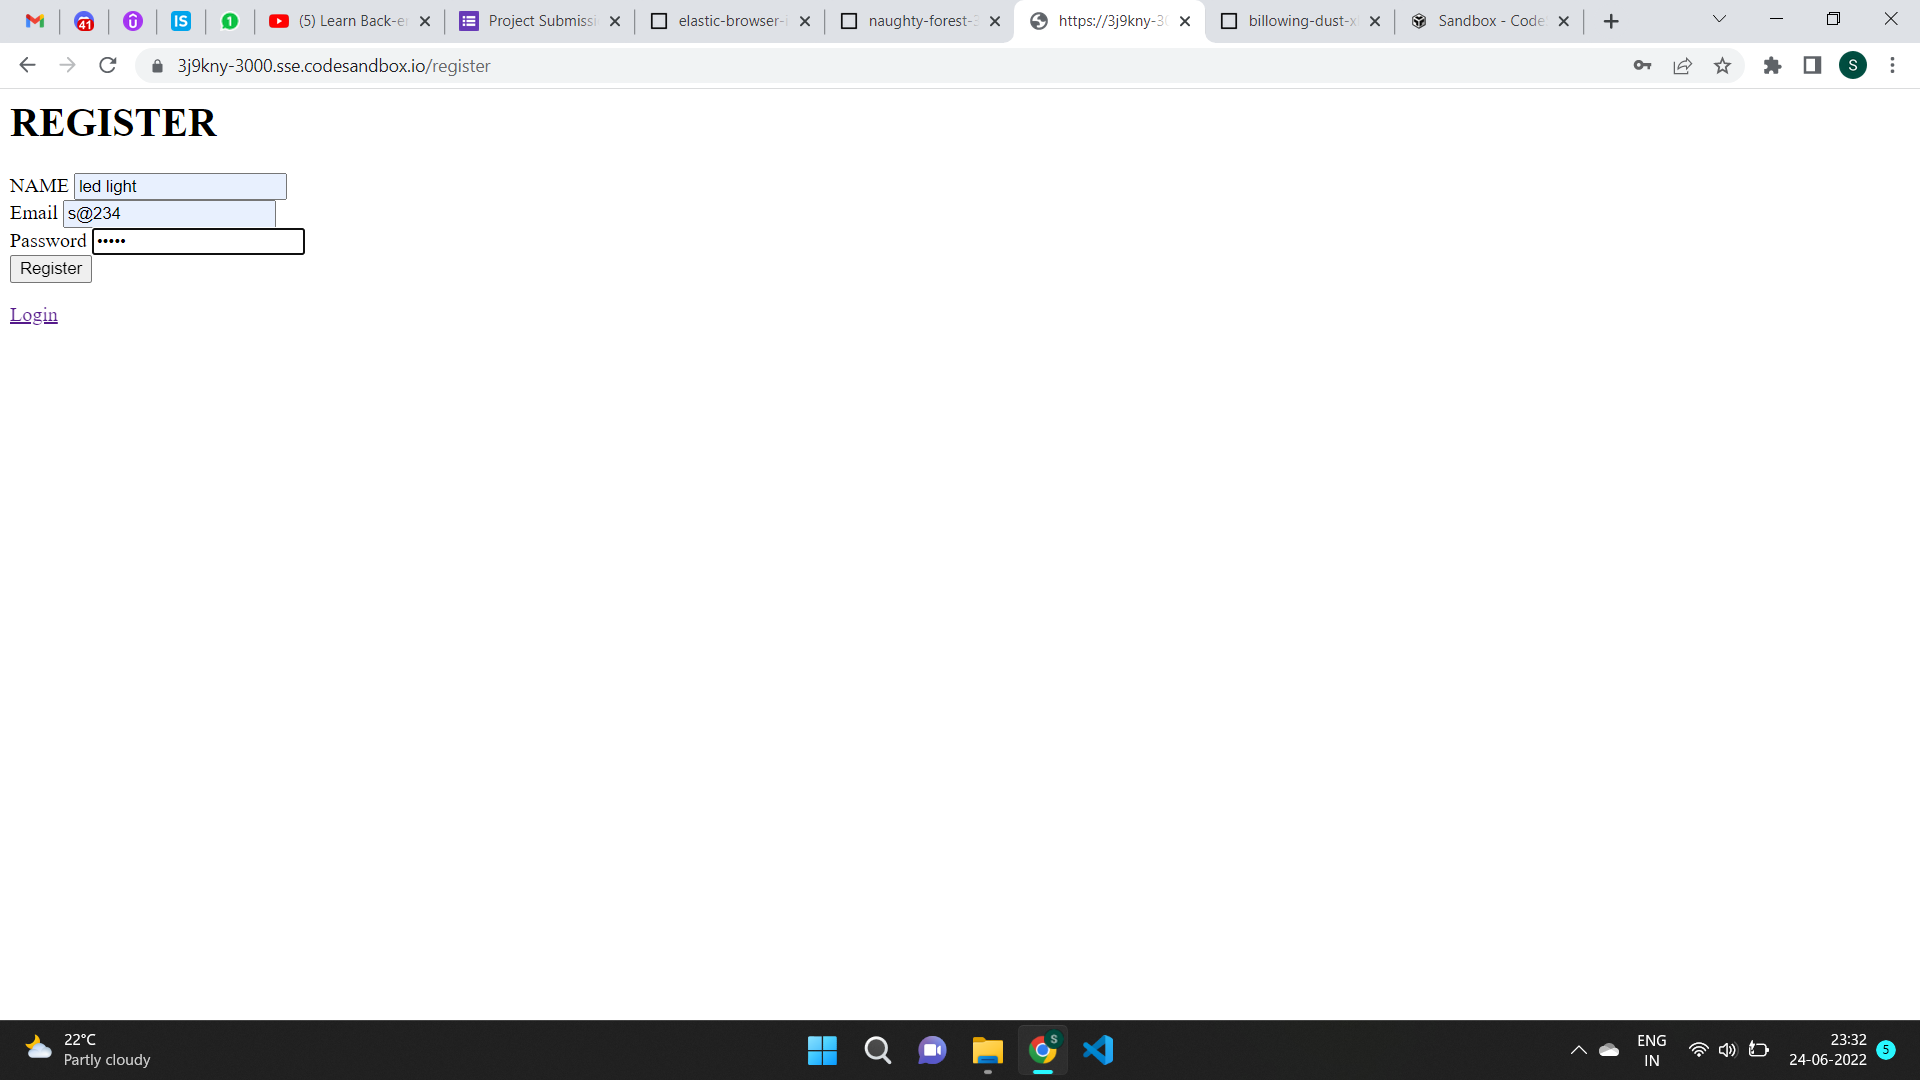 41
IS
1
(5) Learn Back-e
Project Submissi
elastic-browser-i
naughty-forest-
https://3j9kny-3
billowing-dust-x
Sandbox - Code
3j9kny-3000.sse.codesandbox.io/register
S
REGISTER
NAME led light
Email s@234
Password •••••
Register
Login
22°C
Partly cloudy
S
ENG
IN
23:32
24-06-2022
5